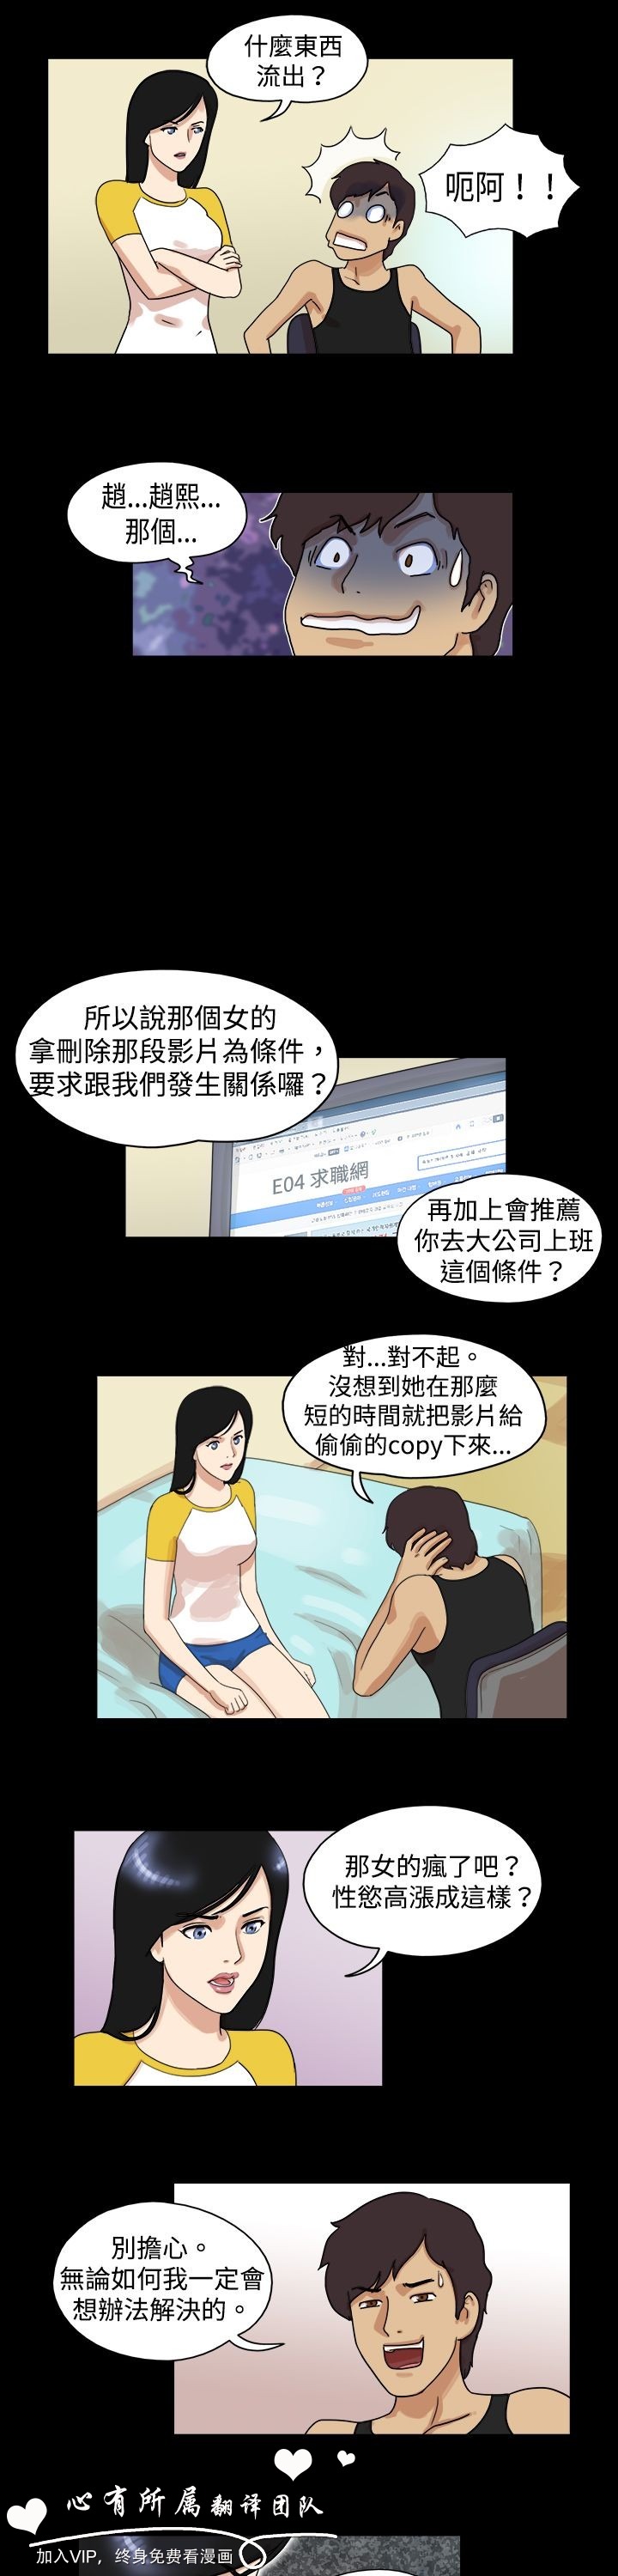 什麼東西
流出？
呃阿！！
趙…趙熙…
那個…
所以說那個女的
拿刪除那段影片為條件，
要求跟我們發生關係囉？
E04 求職網
再加上會推薦
你去大公司上班
這個條件？
對…對不起。
沒想到她在那麼
短的時間就把影片給
偷偷的copy下來…
那女的瘋了吧？
性慾高漲成這樣？
別擔心。
無論如何我一定會
想辦法解決的。
心有所属翻译团队
加入VIP，终身免费看漫画